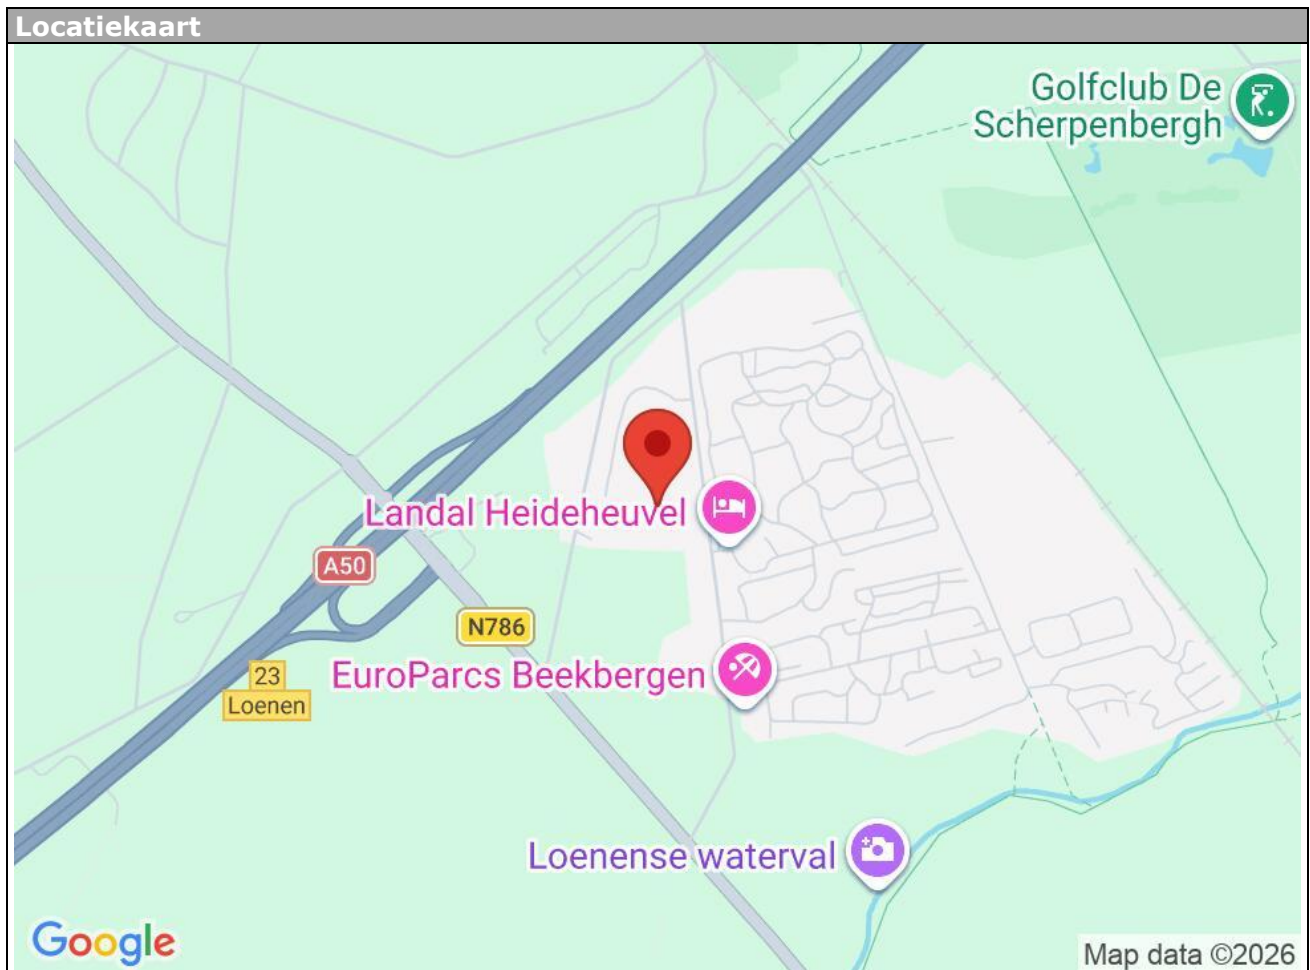 Locatiekaart
Golfclub De
Scherpenbergh
Landal Heideheuvel
A50
N786
EuroParcs Beekbergen
23
Loenen
Loenense waterval
Google
Map data ©2026